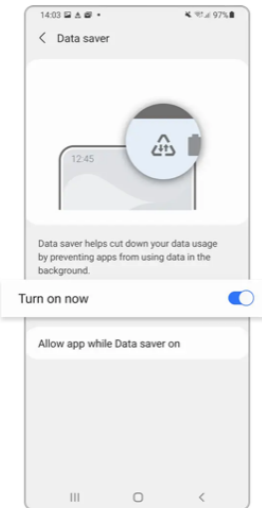 14:03 97%
Data saver
12:45
Data saver helps cut down your data usage
by preventing apps from using data in the
background.
Turn on now
Allow app while Data saver on